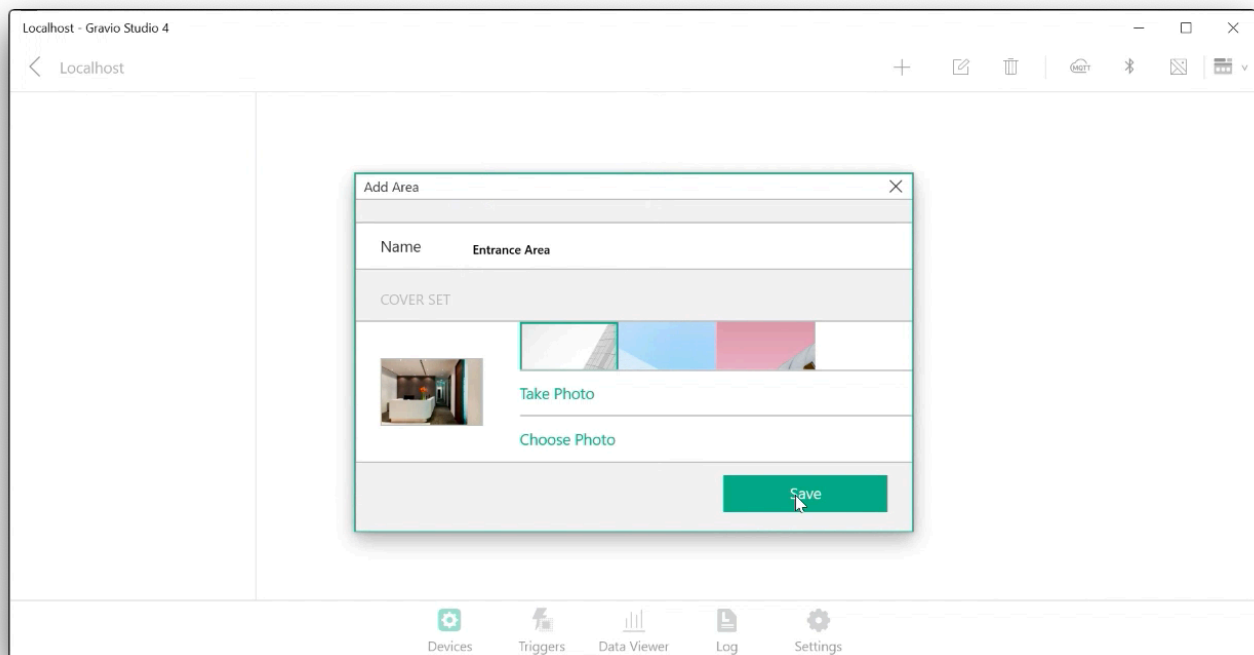 Localhost - Gravio Studio 4
Localhost
MQTT
Add Area
Name Entrance Area
COVER SET
Take Photo
Choose Photo
Save
Devices Triggers Data Viewer Log Settings